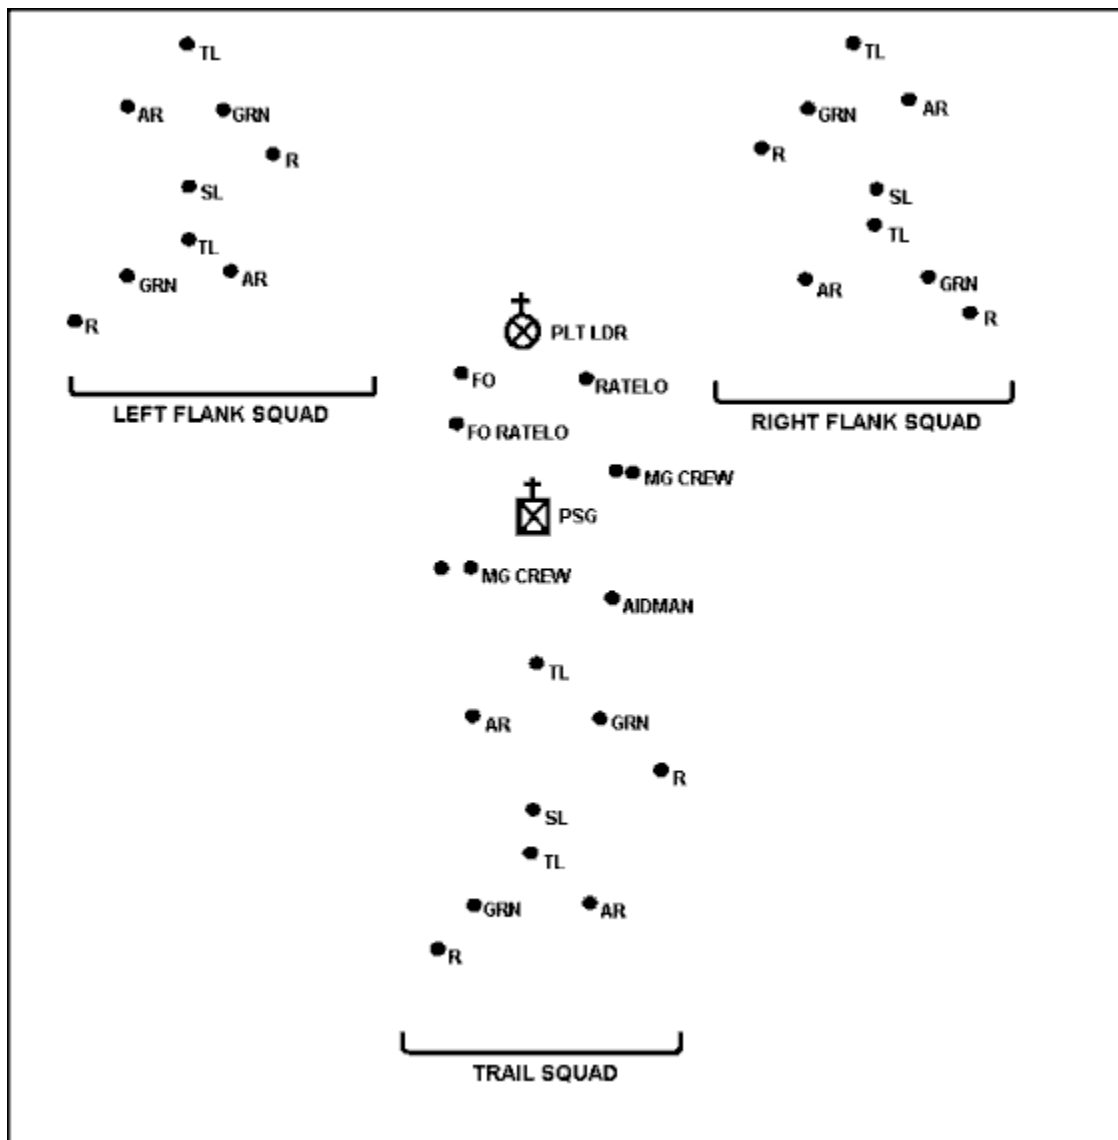 TL
AR
GRN
R
SL
TL
GRN
AR
R
LEFT FLANK SQUAD
TL
GRN
AR
R
SL
TL
AR
GRN
R
RIGHT FLANK SQUAD
PLT LDR
FO
RATELO
FO RATELO
MG CREW
PSG
MG CREW
AIDMAN
TL
AR
GRN
R
SL
TL
GRN
AR
R
TRAIL SQUAD